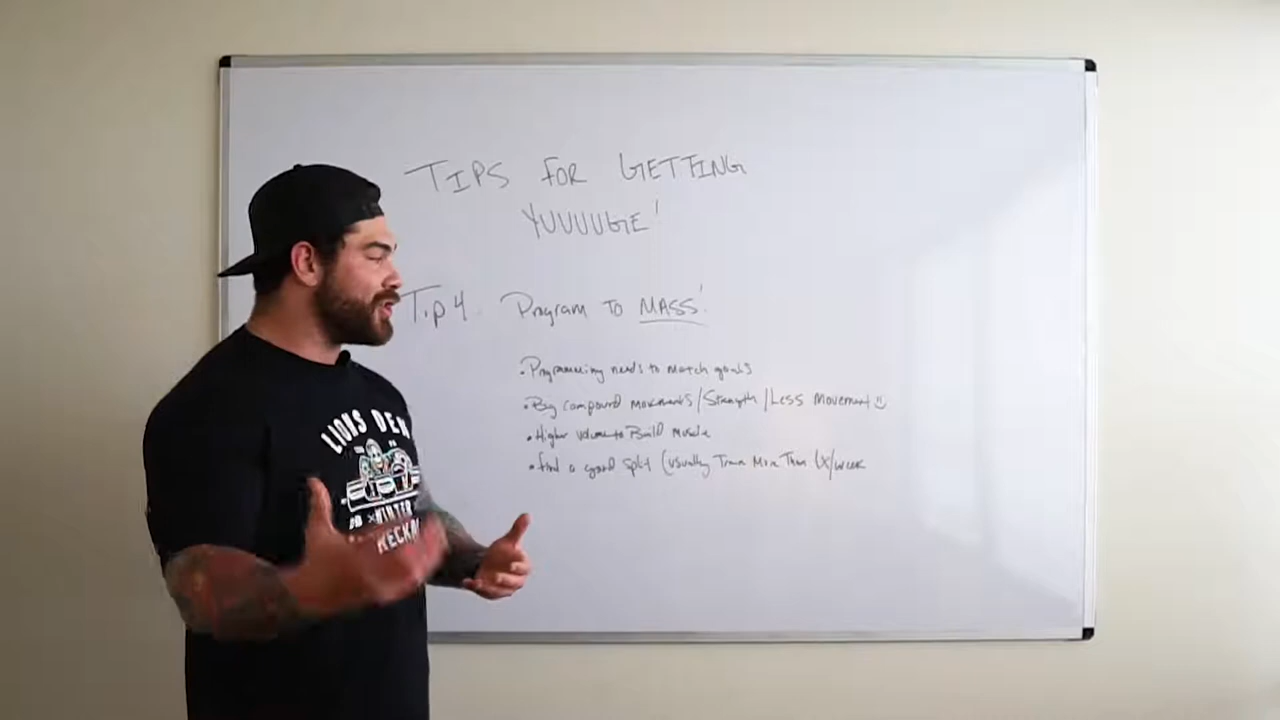 TIPS FOR GETTING
YUUUUGE!
Tip 4. Program TO MASS!
• Programming needs to match goals
• Big compound movements/Strength/Less Movement
• Higher volume to Build muscle
• Find a good split (usually Train More Than 1x/week
LIONS DEN
WINTER